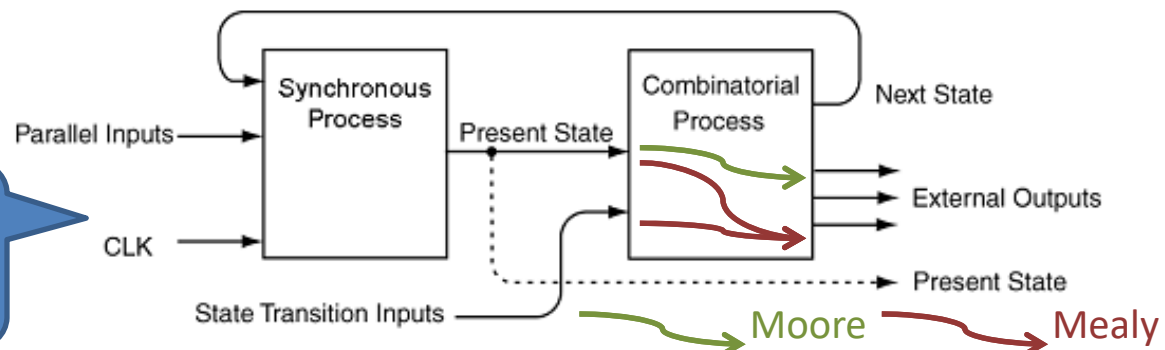 Synchronous
Process
Combinatorial
Process
Next State
Parallel Inputs
Present State
External Outputs
CLK
Present State
State Transition Inputs
Moore
Mealy